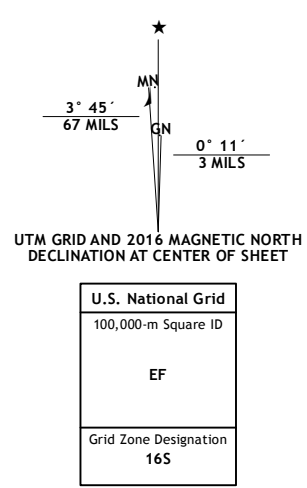 ★
MN
3° 45´
67 MILS
GN
0° 11´
3 MILS
UTM GRID AND 2016 MAGNETIC NORTH
DECLINATION AT CENTER OF SHEET
U.S. National Grid
100,000-m Square ID
EF
Grid Zone Designation
16S